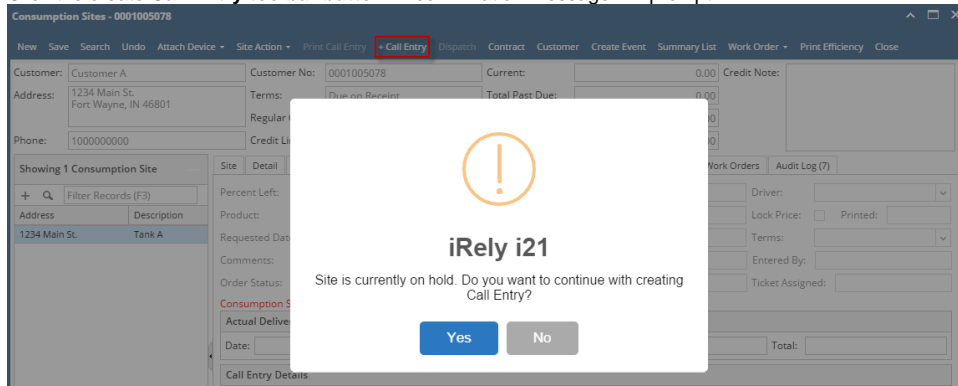 Consumption Sites - 0001005078
New Save Search Undo Attach Device Site Action Print Call Entry + Call Entry Dispatch Contract Customer Create Event Summary List Work Order Print Efficiency Close
Customer: Customer A Customer No: 0001005078 Current: 0.00 Credit Note:
Address: 1234 Main St. Terms: Due on Receipt Total Past Due: 0.00
Fort Wayne, IN 46801
Regular
Phone: 1000000000 Credit
Showing 1 Consumption Site Site Detail Work Orders Audit Log (7)
+ Filter Records (F3) Percent Left: Driver:
Address Description Product: Lock Price: Printed:
1234 Main St. Tank A Requested Terms:
Comments: Entered By:
Order Status: Ticket Assigned:
Consumption
Actual
Date: Total:
Call Entry Details
iRely i21
Site is currently on hold. Do you want to continue with creating
Call Entry?
Yes No